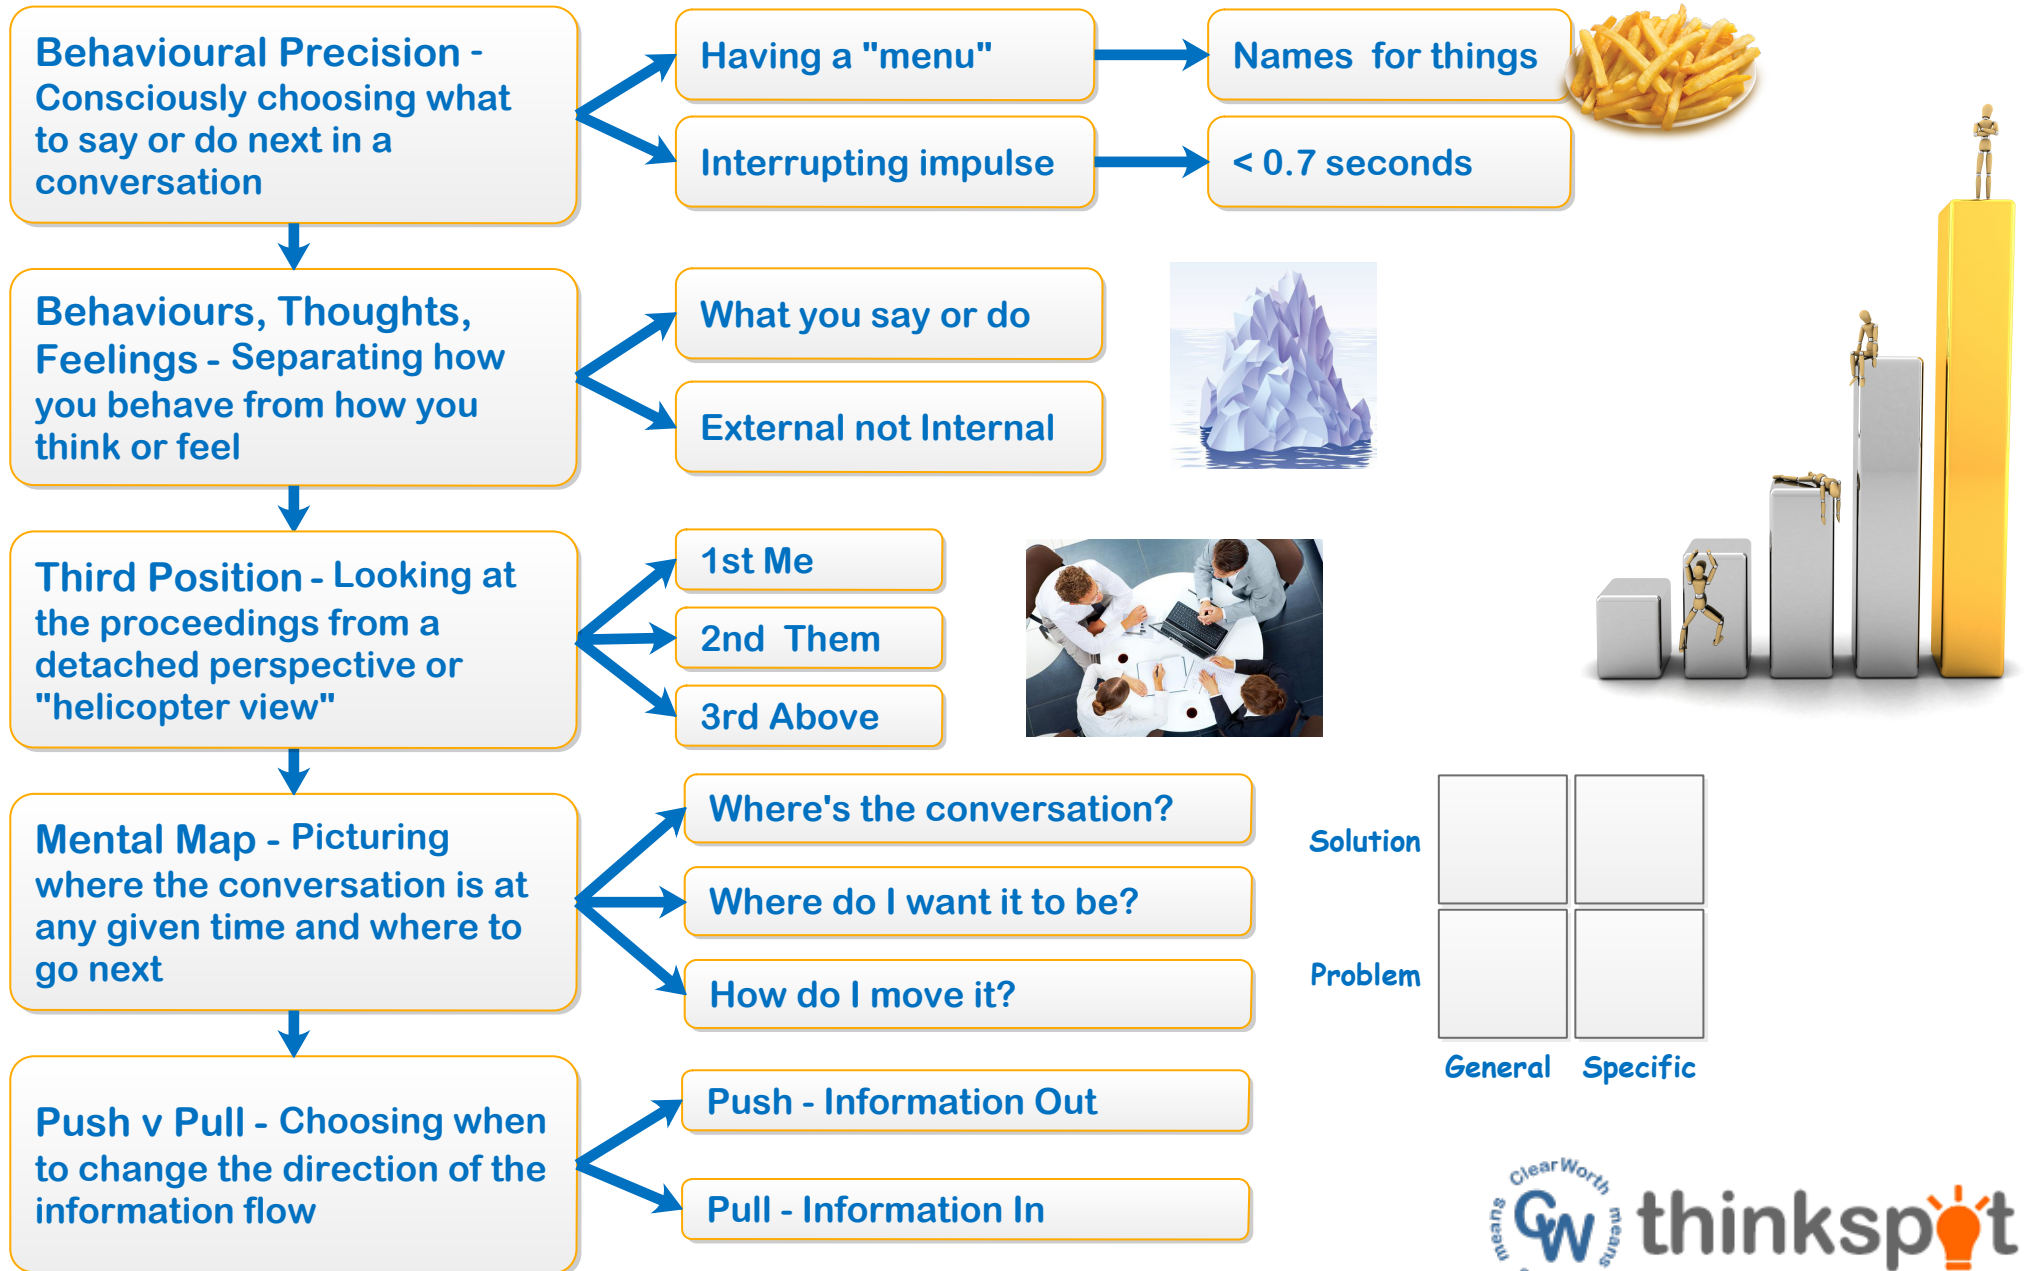 Behavioural Precision -
Consciously choosing what
to say or do next in a
conversation
Having a "menu"
Names for things
Interrupting impulse
< 0.7 seconds
Behaviours, Thoughts,
Feelings - Separating how
you behave from how you
think or feel
What you say or do
External not Internal
Third Position - Looking at
the proceedings from a
detached perspective or
"helicopter view"
1st Me
2nd Them
3rd Above
Mental Map - Picturing
where the conversation is at
any given time and where to
go next
Where's the conversation?
Where do I want it to be?
How do I move it?
Solution
Problem
General Specific
Push v Pull - Choosing when
to change the direction of the
information flow
Push - Information Out
Pull - Information In
ClearWorth
means
means
CW
thinkspot